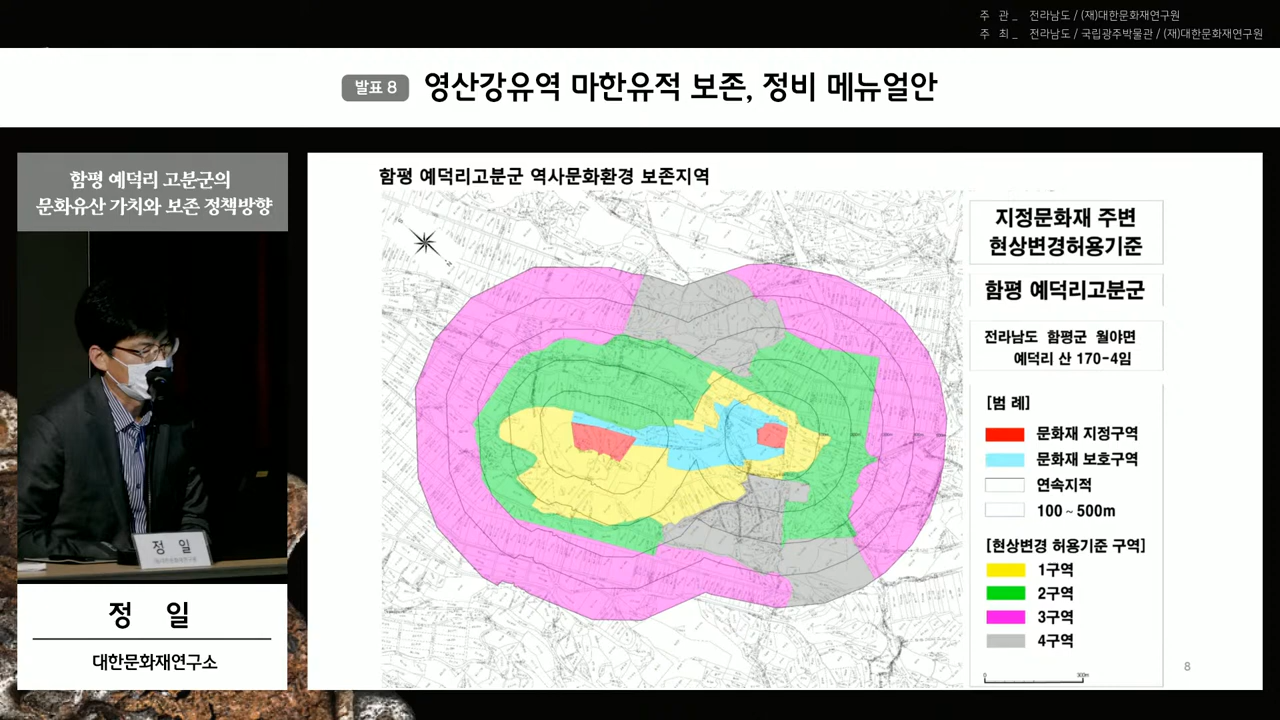 주 관 _ 전라남도 / (재)대한문화재연구원
주 최 _ 전라남도 / 국립광주박물관 / (재)대한문화재연구원
발표 8
영산강유역 마한유적 보존, 정비 메뉴얼안
함평 예덕리 고분군의
문화유산 가치와 보존 정책방향
정 일
정 일
대한문화재연구소
함평 예덕리고분군 역사문화환경 보존지역
지정문화재 주변
현상변경허용기준
함평 예덕리고분군
전라남도 함평군 월야면
예덕리 산 170-4임
[범 례]
문화재 지정구역
문화재 보호구역
연속지적
100 ~ 500m
[현상변경 허용기준 구역]
1구역
2구역
3구역
4구역
0 300m
8